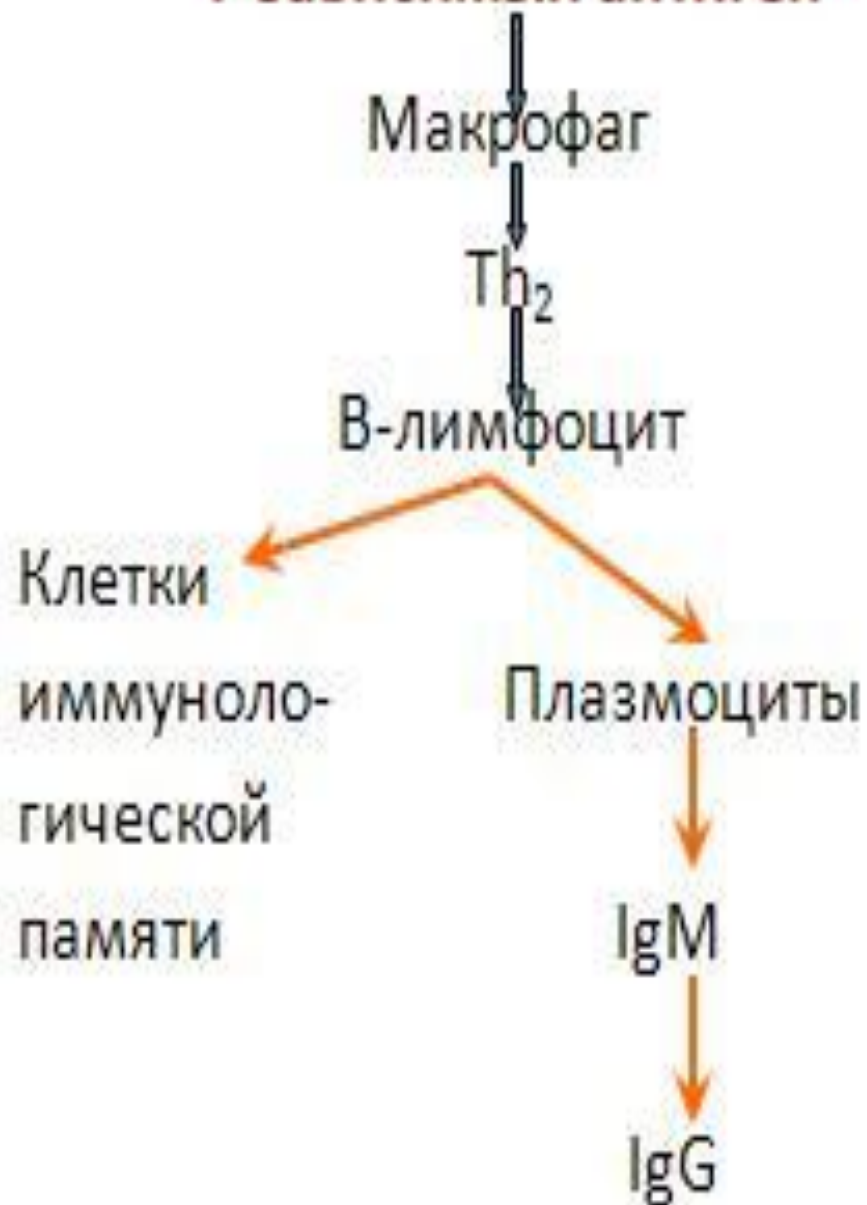 Макрофаг
Th₂
В-лимфоцит
Клетки
иммуноло-
гической
памяти
Плазмоциты
IgM
IgG